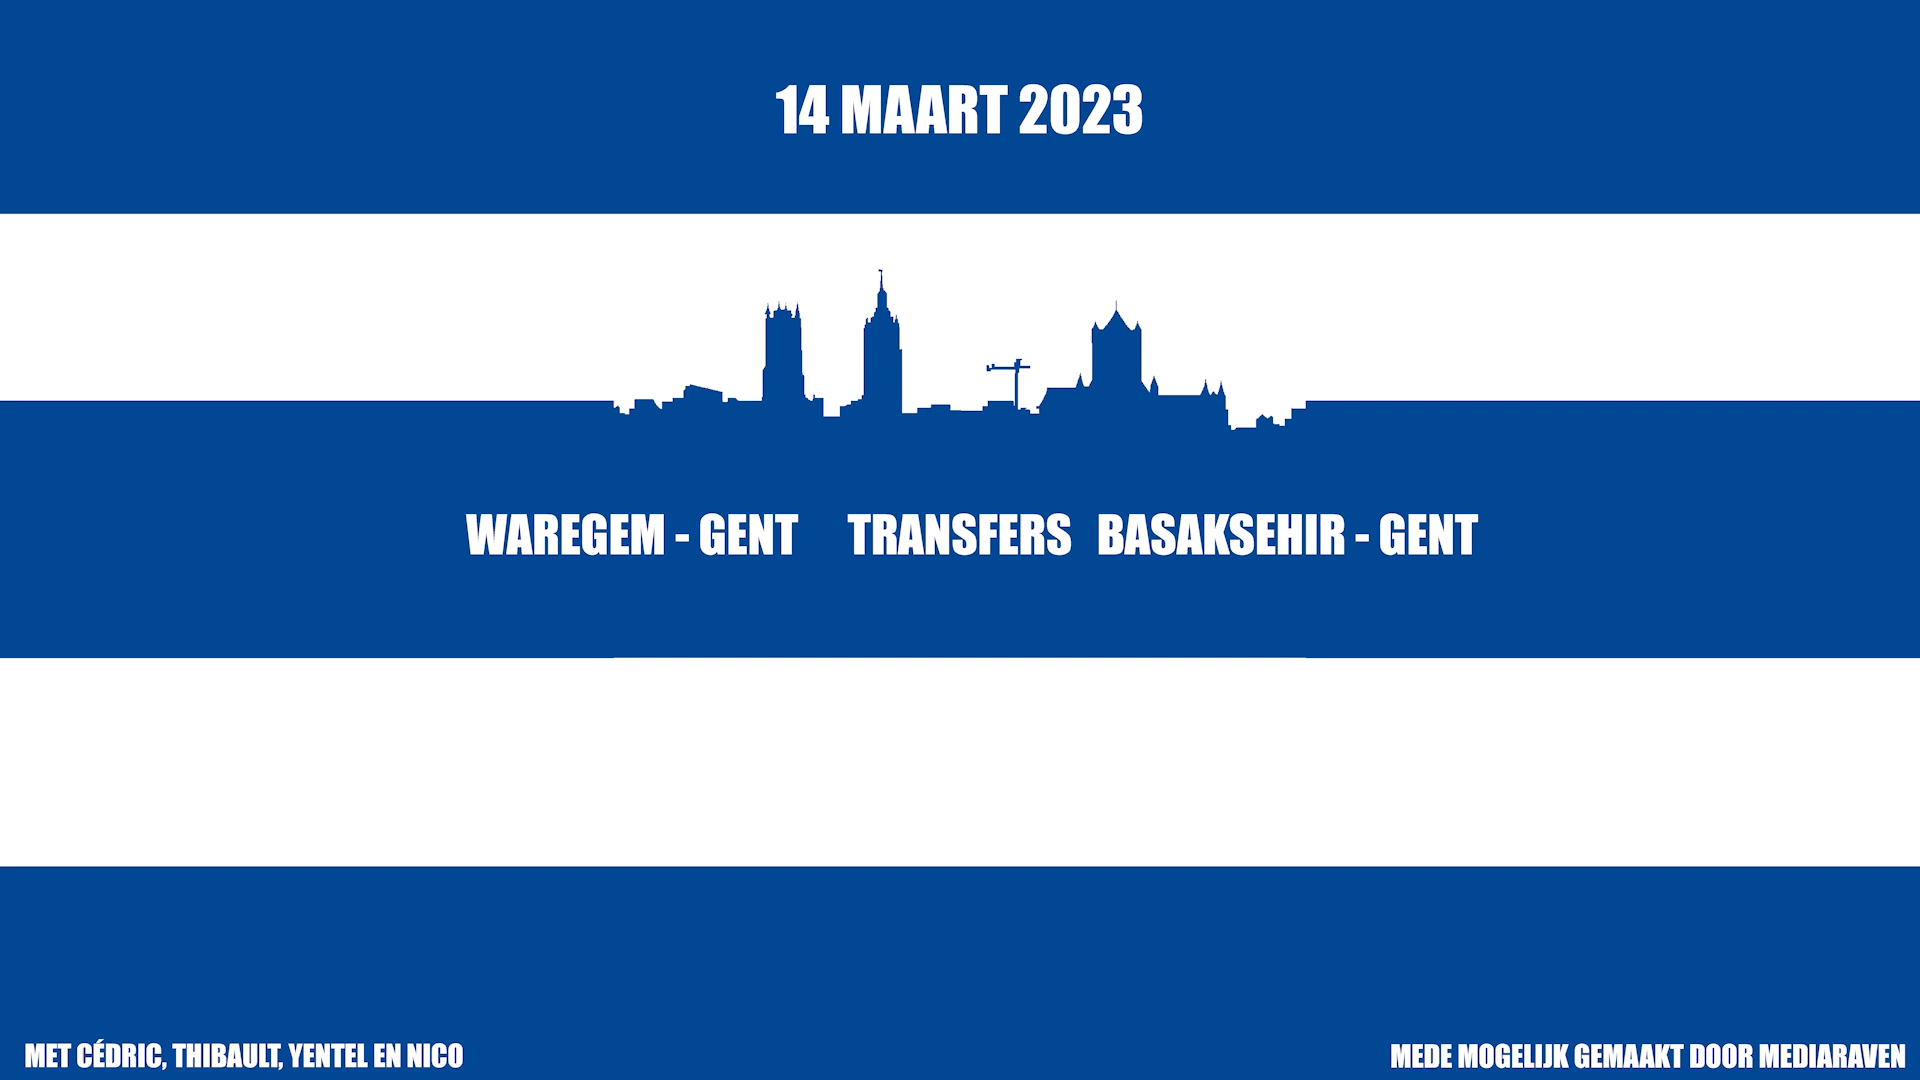 14 MAART 2023
WAREGEM - GENT TRANSFERS BASAKSEHIR - GENT
MET CÉDRIC, THIBAULT, YENTEL EN NICO
MEDE MOGELIJK GEMAAKT DOOR MEDIARAVEN